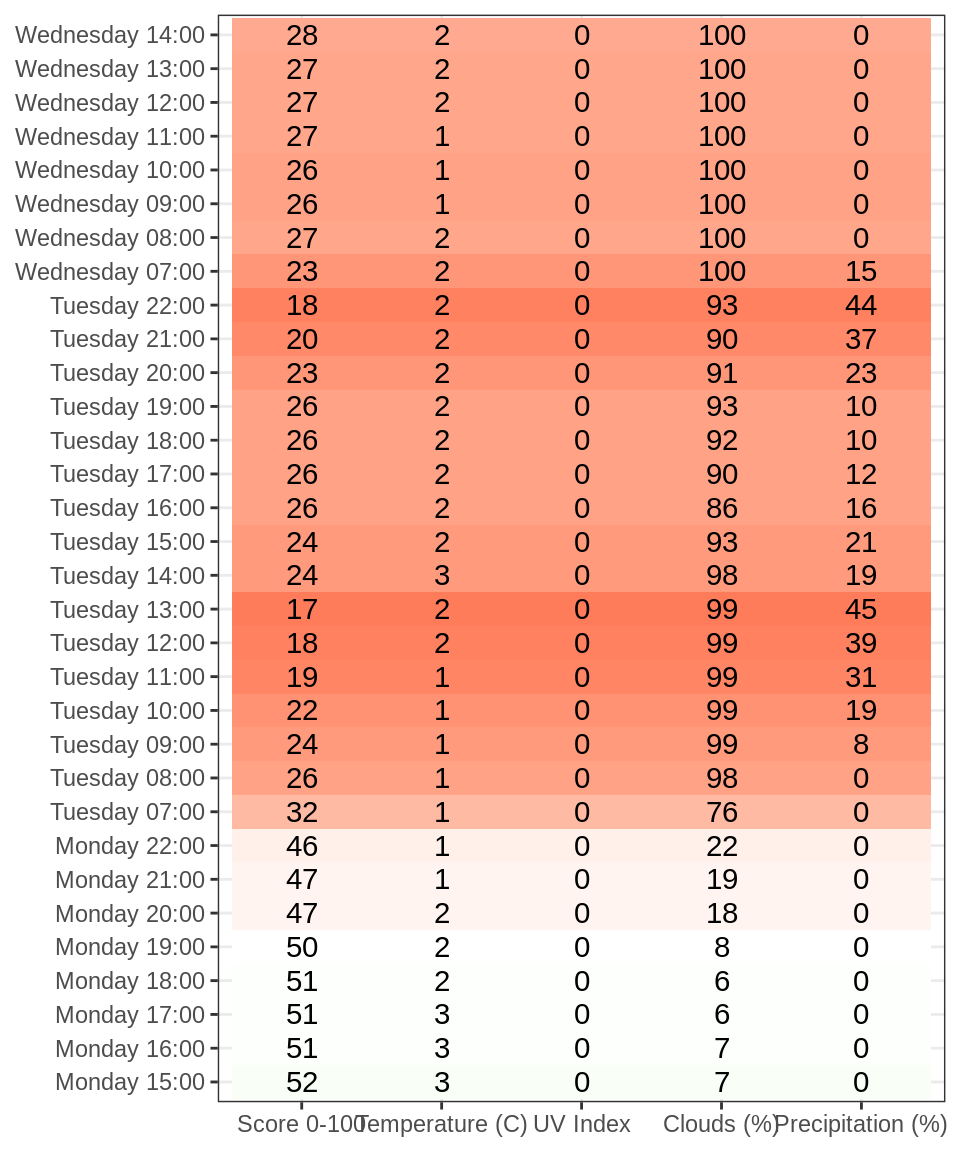 Wednesday 14:00 28 2 0 100 0
Wednesday 13:00 27 2 0 100 0
Wednesday 12:00 27 2 0 100 0
Wednesday 11:00 27 1 0 100 0
Wednesday 10:00 26 1 0 100 0
Wednesday 09:00 26 1 0 100 0
Wednesday 08:00 27 2 0 100 0
Wednesday 07:00 23 2 0 100 15
Tuesday 22:00 18 2 0 93 44
Tuesday 21:00 20 2 0 90 37
Tuesday 20:00 23 2 0 91 23
Tuesday 19:00 26 2 0 93 10
Tuesday 18:00 26 2 0 92 10
Tuesday 17:00 26 2 0 90 12
Tuesday 16:00 26 2 0 86 16
Tuesday 15:00 24 2 0 93 21
Tuesday 14:00 24 3 0 98 19
Tuesday 13:00 17 2 0 99 45
Tuesday 12:00 18 2 0 99 39
Tuesday 11:00 19 1 0 99 31
Tuesday 10:00 22 1 0 99 19
Tuesday 09:00 24 1 0 99 8
Tuesday 08:00 26 1 0 98 0
Tuesday 07:00 32 1 0 76 0
Monday 22:00 46 1 0 22 0
Monday 21:00 47 1 0 19 0
Monday 20:00 47 2 0 18 0
Monday 19:00 50 2 0 8 0
Monday 18:00 51 2 0 6 0
Monday 17:00 51 3 0 6 0
Monday 16:00 51 3 0 7 0
Monday 15:00 52 3 0 7 0
Score 0-100 Temperature (C) UV Index Clouds (%) Precipitation (%)